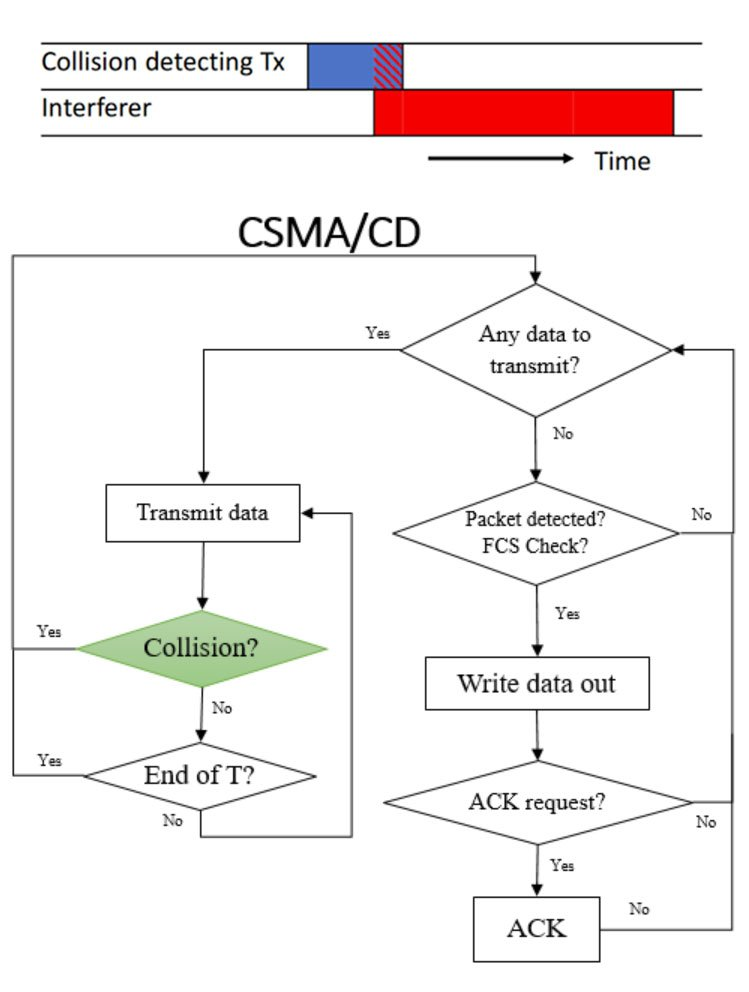 Collision detecting Tx
Interferer
Time
CSMA/CD
Yes
Any data to
transmit?
No
Transmit data
Packet detected?
FCS Check?
No
Yes
Yes
Collision?
No
Write data out
Yes
End of T?
No
ACK request?
No
Yes
ACK
No